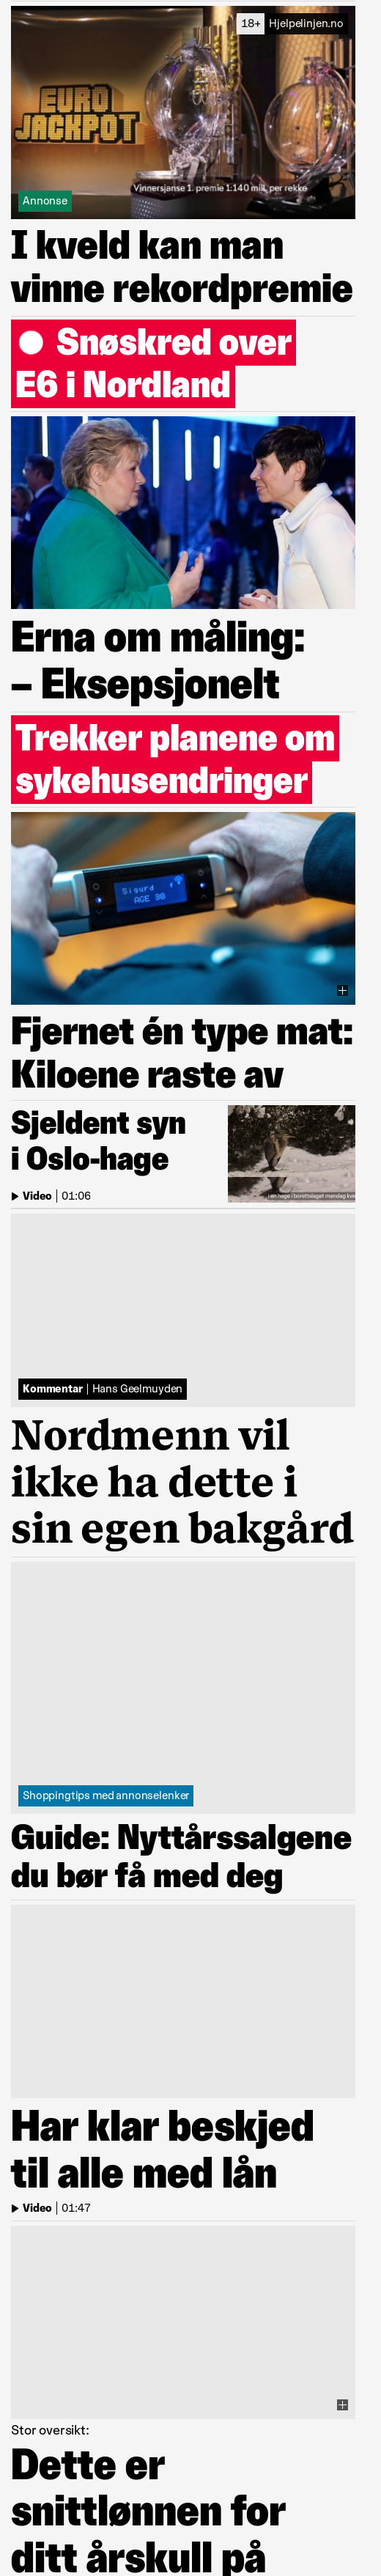 18+ Hjelpelinjen.no
EURO
JACKPOT
Vinnersjanse 1. premie 1:140 mill. per rekke
Annonse
I kveld kan man
vinne rekordpremie
Snøskred over
E6 i Nordland
Erna om måling:
– Eksepsjonelt
Trekker planene om
sykehusendringer
Sigurd
AGE 38
Fjernet én type mat:
Kiloene raste av
Sjeldent syn
i Oslo-hage
Video | 01:06
Kommentar | Hans Geelmuyden
Nordmenn vil
ikke ha dette i
sin egen bakgård
Shoppingtips med annonselenker
Guide: Nyttårssalgene
du bør få med deg
Har klar beskjed
til alle med lån
Video | 01:47
Stor oversikt:
Dette er
snittlønnen for
ditt årskull på